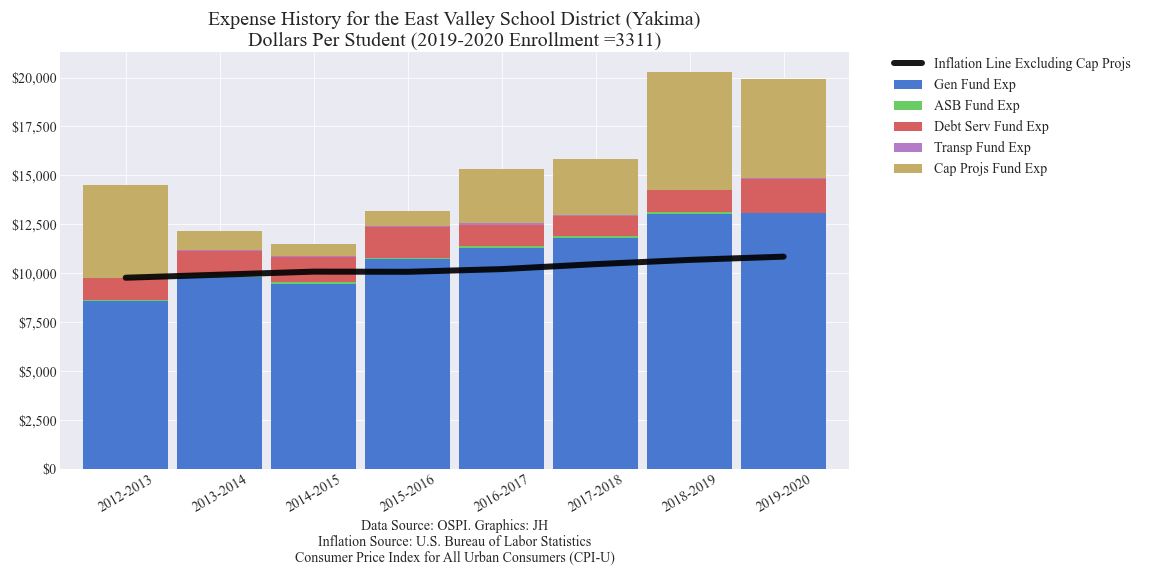 Expense History for the East Valley School District (Yakima)
Dollars Per Student (2019-2020 Enrollment =3311)
$20,000
$17,500
$15,000
$12,500
$10,000
$7,500
$5,000
$2,500
$0
2012-2013
2013-2014
2014-2015
2015-2016
2016-2017
2017-2018
2018-2019
2019-2020
Data Source: OSPI. Graphics: JH
Inflation Source: U.S. Bureau of Labor Statistics
Consumer Price Index for All Urban Consumers (CPI-U)
Inflation Line Excluding Cap Projs
Gen Fund Exp
ASB Fund Exp
Debt Serv Fund Exp
Transp Fund Exp
Cap Projs Fund Exp